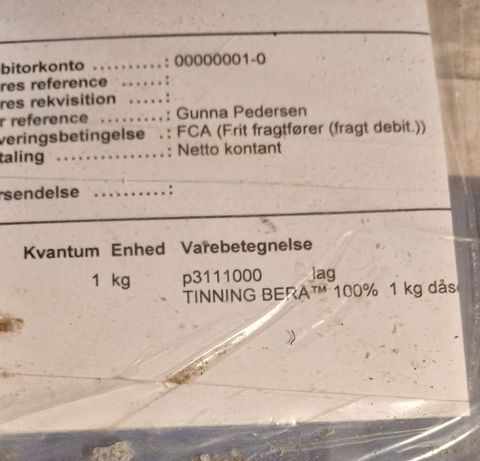 bitorkonto ..........: 00000001-0
res reference ......:
res rekvisition .....:
r reference ..........: Gunna Pedersen
veringsbetingelse .: FCA (Frit fragtfører (fragt debit.))
taling ................: Netto kontant
rsendelse ..........:
Kvantum Enhed Varebetegnelse
1 kg p3111000 lag
TINNING BERA™ 100% 1 kg dåse